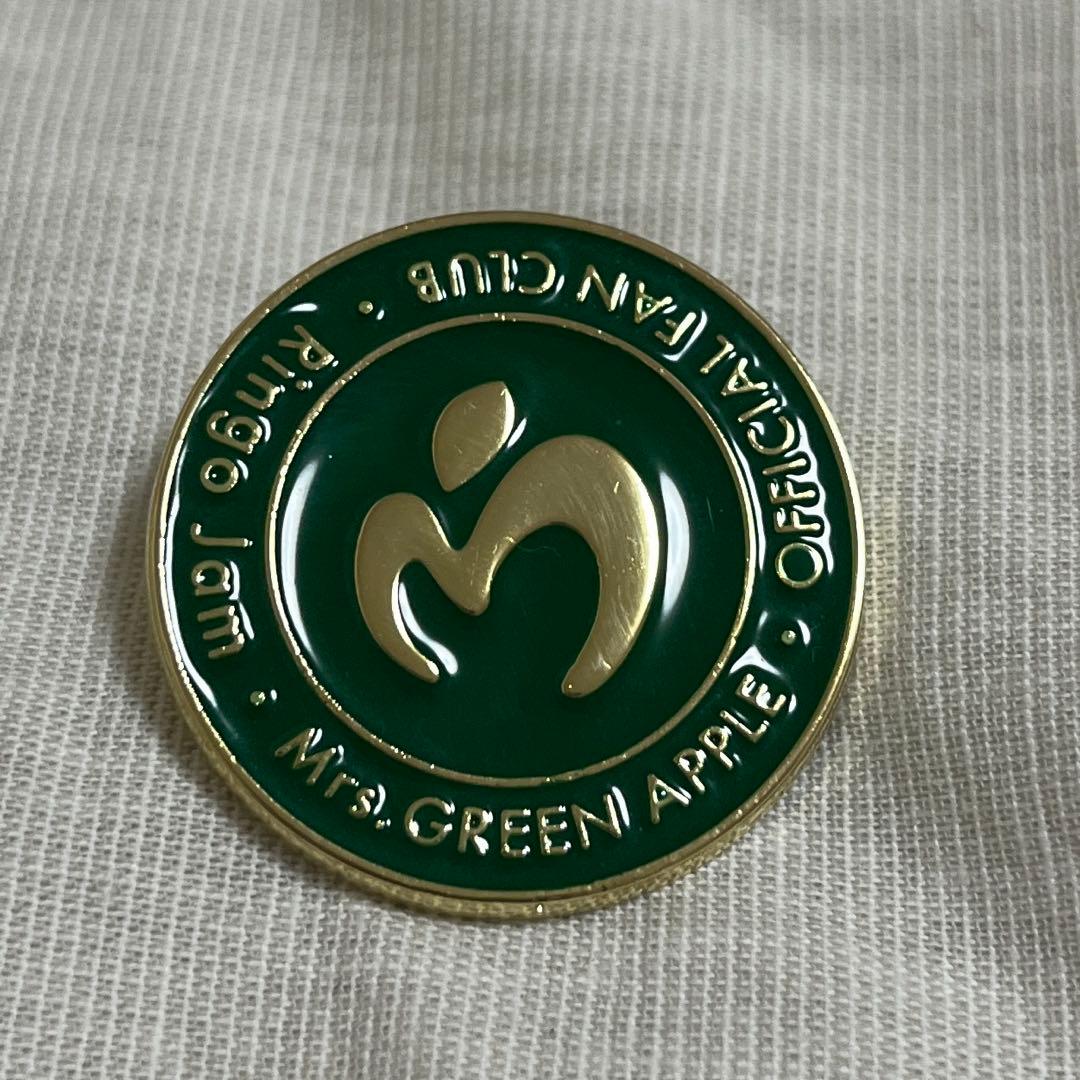 Mrs. GREEN APPLE
OFFICIAL FAN CLUB
Ringo Jam